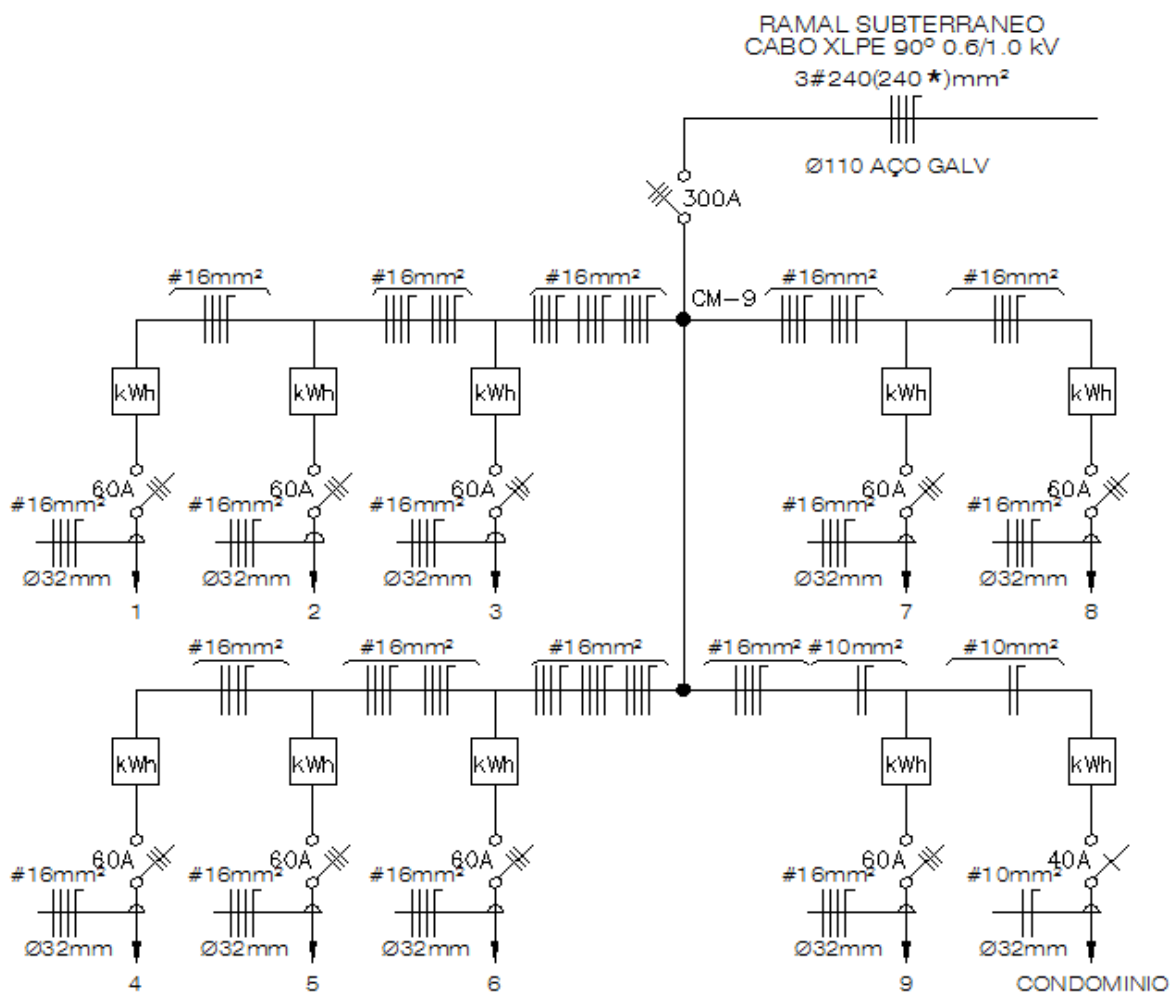 RAMAL SUBTERRANEO
CABO XLPE 90º 0.6/1.0 kV
3#240(240★)mm²
Ø110 AÇO GALV
300A
CM-9
#16mm² #16mm² #16mm² #16mm² #16mm²
kWh kWh kWh kWh kWh
60A 60A 60A 60A 60A
#16mm² #16mm² #16mm² #16mm² #16mm²
Ø32mm Ø32mm Ø32mm Ø32mm Ø32mm
1 2 3 7 8
#16mm² #16mm² #16mm² #16mm² #10mm² #10mm²
kWh kWh kWh kWh kWh
60A 60A 60A 60A 40A
#16mm² #16mm² #16mm² #16mm² #10mm²
Ø32mm Ø32mm Ø32mm Ø32mm Ø32mm
4 5 6 9 CONDOMINIO